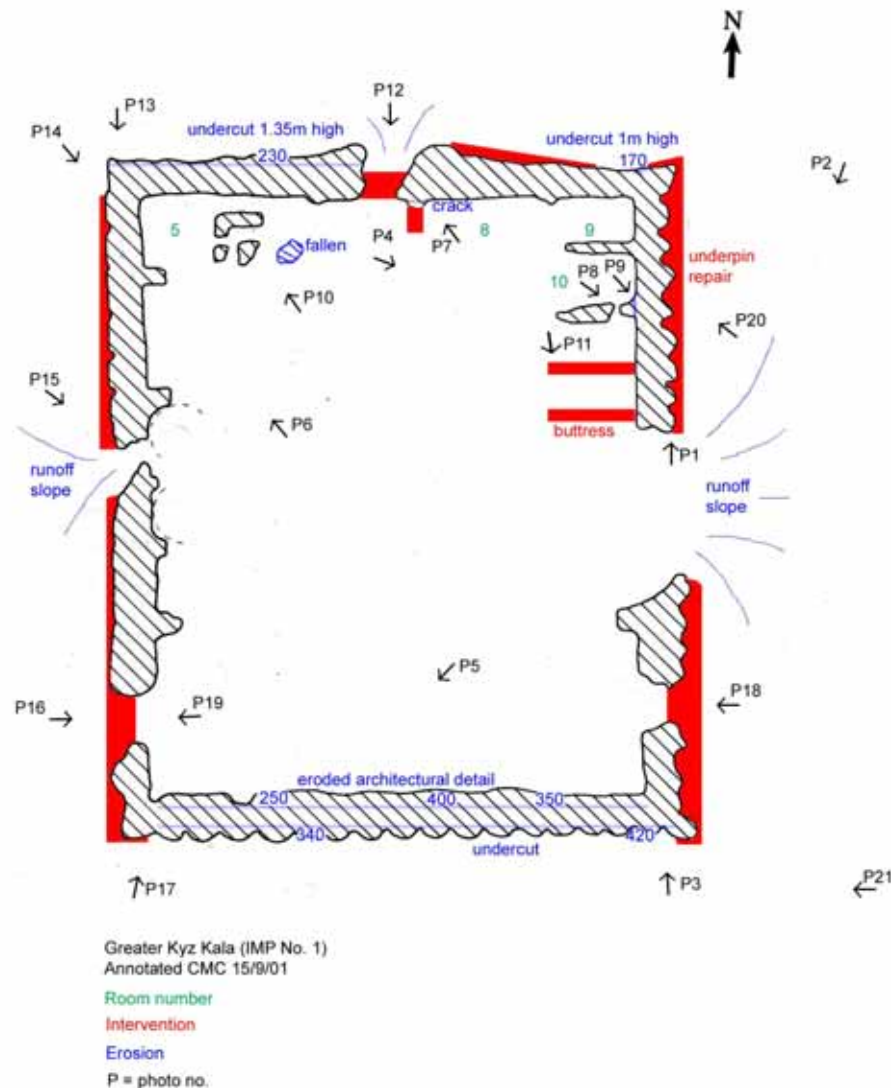 N
P12
P13
P14
undercut 1.35m high
undercut 1m high
230
170
P2
crack
5
8
9
fallen
P4
P7
underpin
repair
10
P8
P9
P10
P20
P11
P15
P6
buttress
P1
runoff
slope
runoff
slope
P5
P16
P19
P18
eroded architectural detail
250
400
350
340
420
undercut
P17
P3
P21
Greater Kyz Kala (IMP No. 1)
Annotated CMC 15/9/01
Room number
Intervention
Erosion
P = photo no.